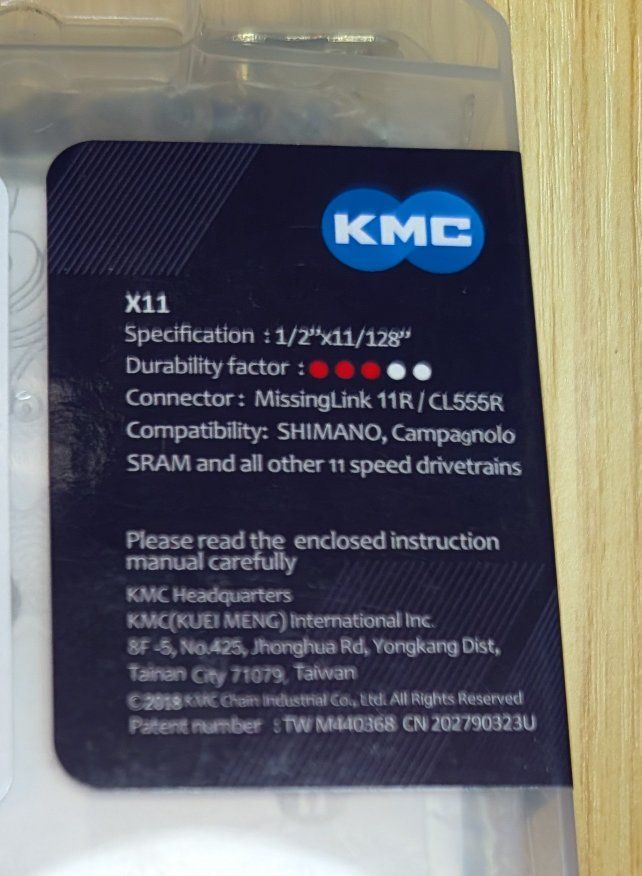 KMC
X11
Specification : 1/2”x11/128”
Durability factor :
Connector: MissingLink 11R / CL555R
Compatibility: SHIMANO, Campagnolo
SRAM and all other 11 speed drivetrains
Please read the enclosed instruction
manual carefully
KMC Headquarters
KMC(KUEI MENG) International Inc.
8F -5, No.425, Jhonghua Rd, Yongkang Dist,
Tainan City 71079, Taiwan
©2018 KMC Chain Industrial Co., Ltd. All Rights Reserved
Patent number : TW M440368 CN 202790323U